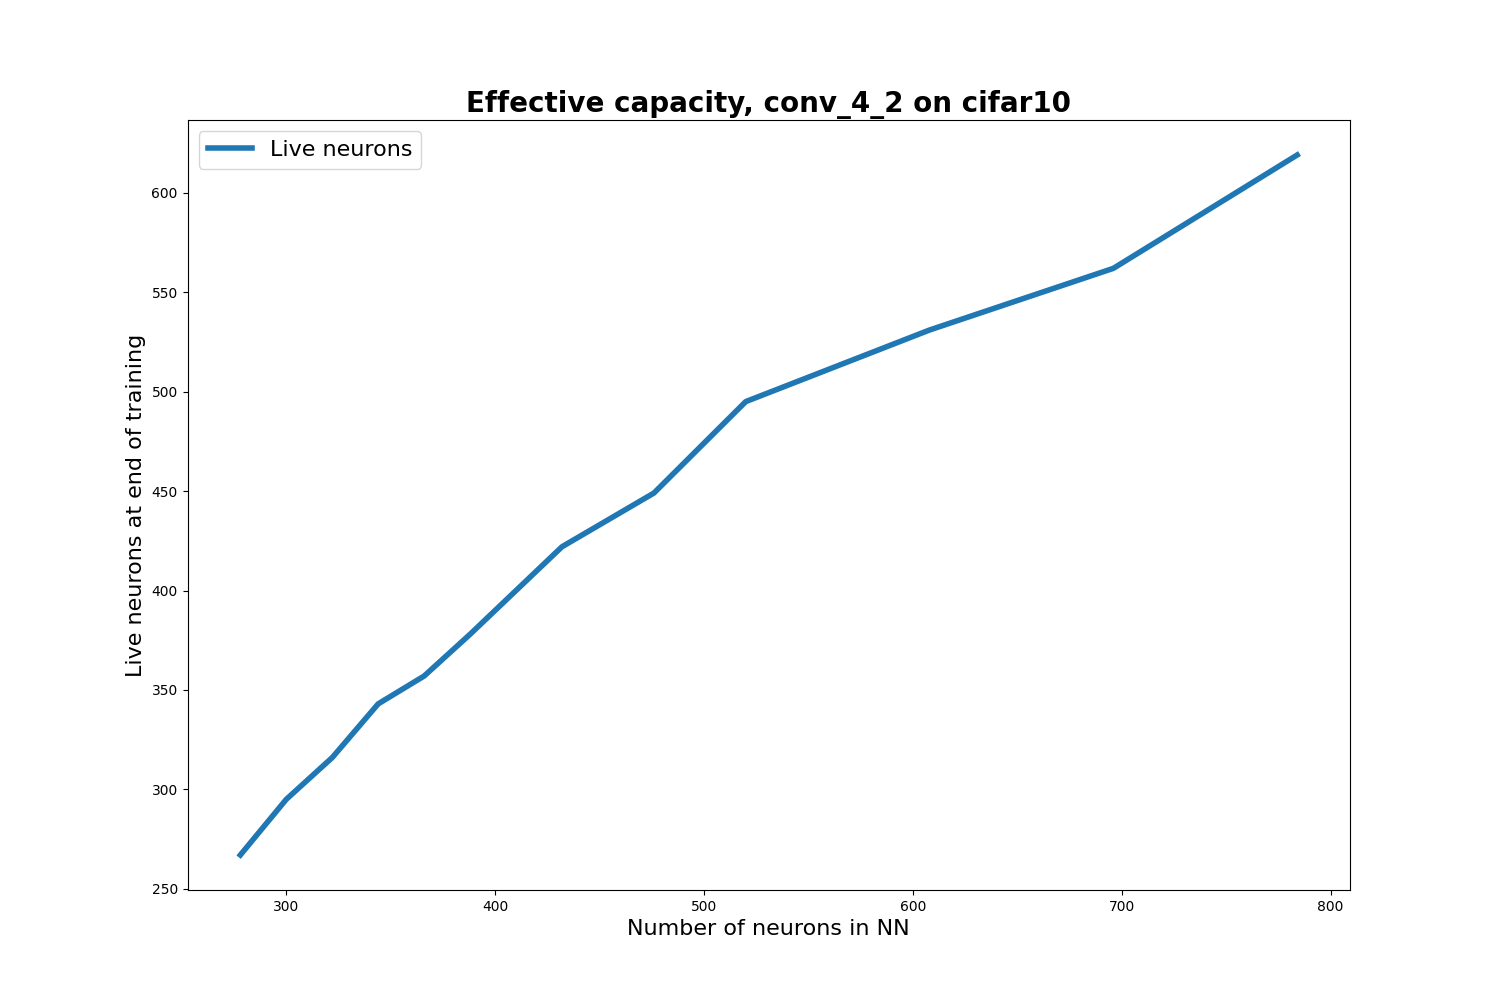 Effective capacity, conv_4_2 on cifar10
Live neurons
600
550
500
450
400
350
300
250
Live neurons at end of training
300 400 500 600 700 800
Number of neurons in NN